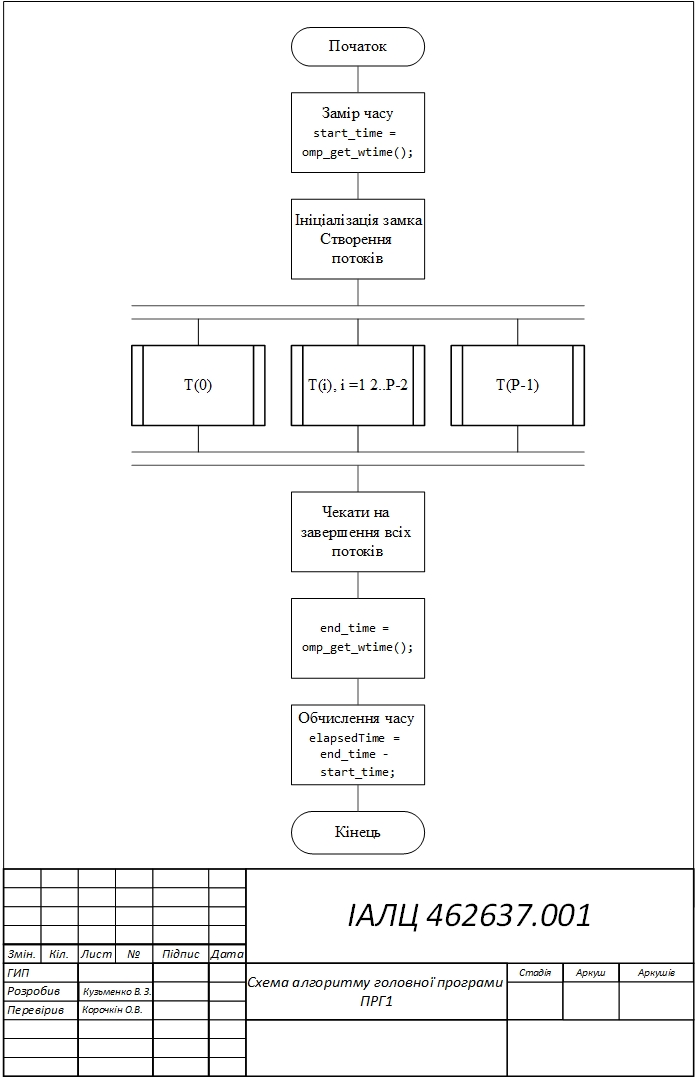 Початок
Замір часу
start_time =
omp_get_wtime();
Ініціалізація замка
Створення
потоків
T(0)
T(i), i =1 2..P-2
T(P-1)
Чекати на
завершення всіх
потоків
end_time =
omp_get_wtime();
Обчислення часу
elapsedTime =
end_time -
start_time;
Кінець
ІАЛЦ 462637.001
Змін. Кіл. Лист № Підпис Дата
ГИП
Розробив Кузьменко В. З.
Перевірив Корочкін О.В.
Схема алгоритму головної програми
ПРГ1
Стадія Аркуш Аркушів